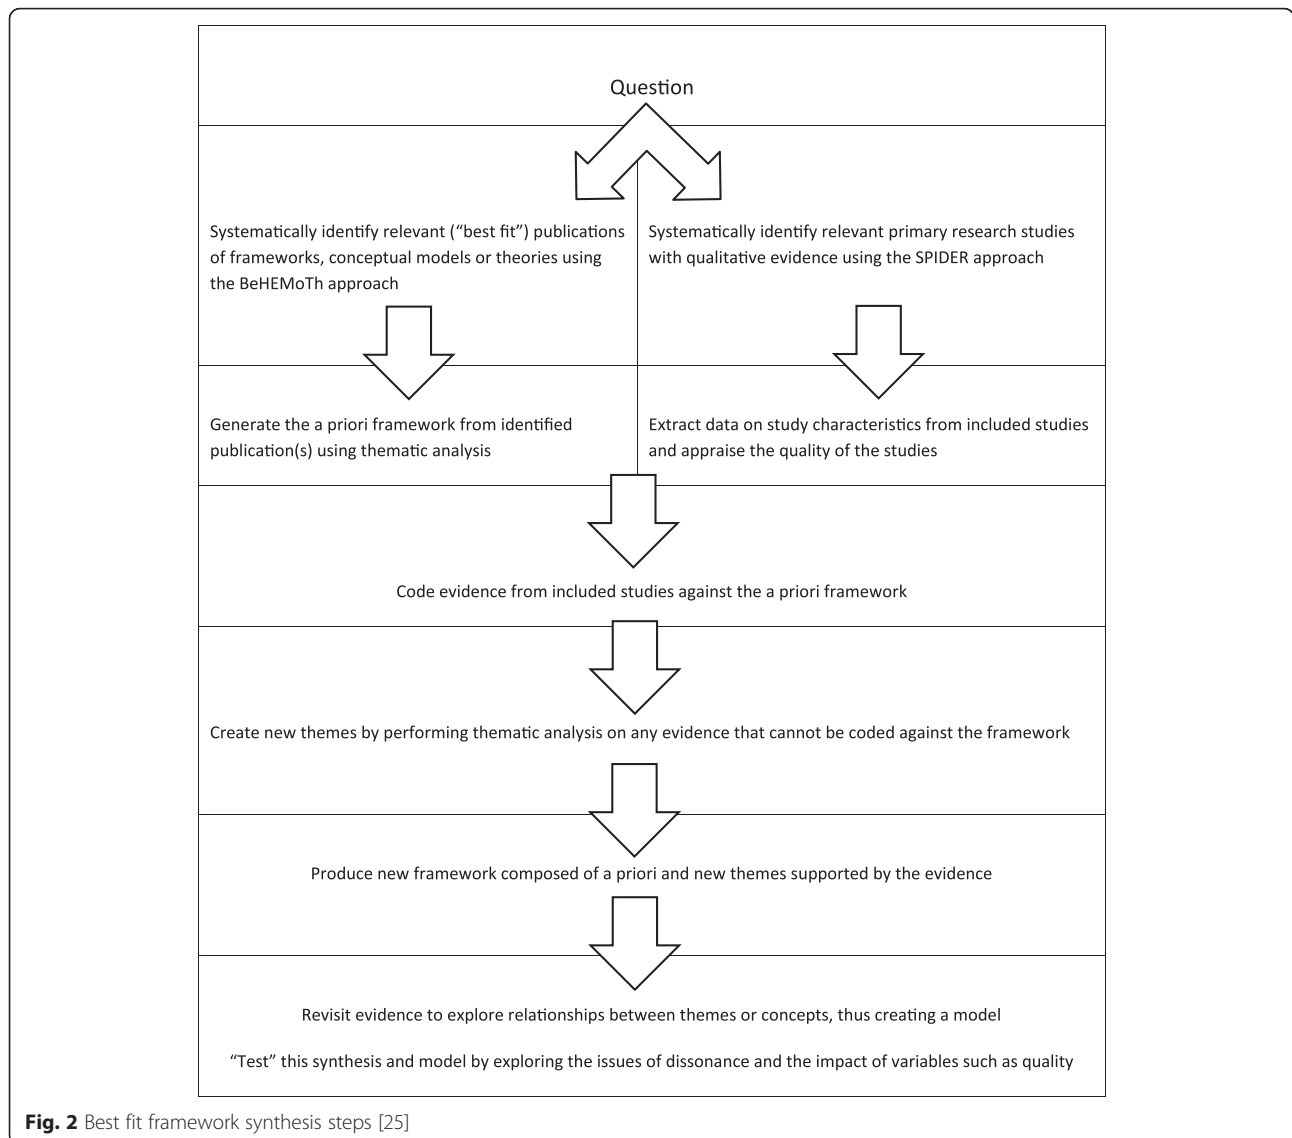 Question
Systematically identify relevant (“best fit”) publications
of frameworks, conceptual models or theories using
the BeHEMoTh approach
Systematically identify relevant primary research studies
with qualitative evidence using the SPIDER approach
Generate the a priori framework from identified
publication(s) using thematic analysis
Extract data on study characteristics from included studies
and appraise the quality of the studies
Code evidence from included studies against the a priori framework
Create new themes by performing thematic analysis on any evidence that cannot be coded against the framework
Produce new framework composed of a priori and new themes supported by the evidence
Revisit evidence to explore relationships between themes or concepts, thus creating a model
“Test” this synthesis and model by exploring the issues of dissonance and the impact of variables such as quality
Fig. 2 Best fit framework synthesis steps [25]